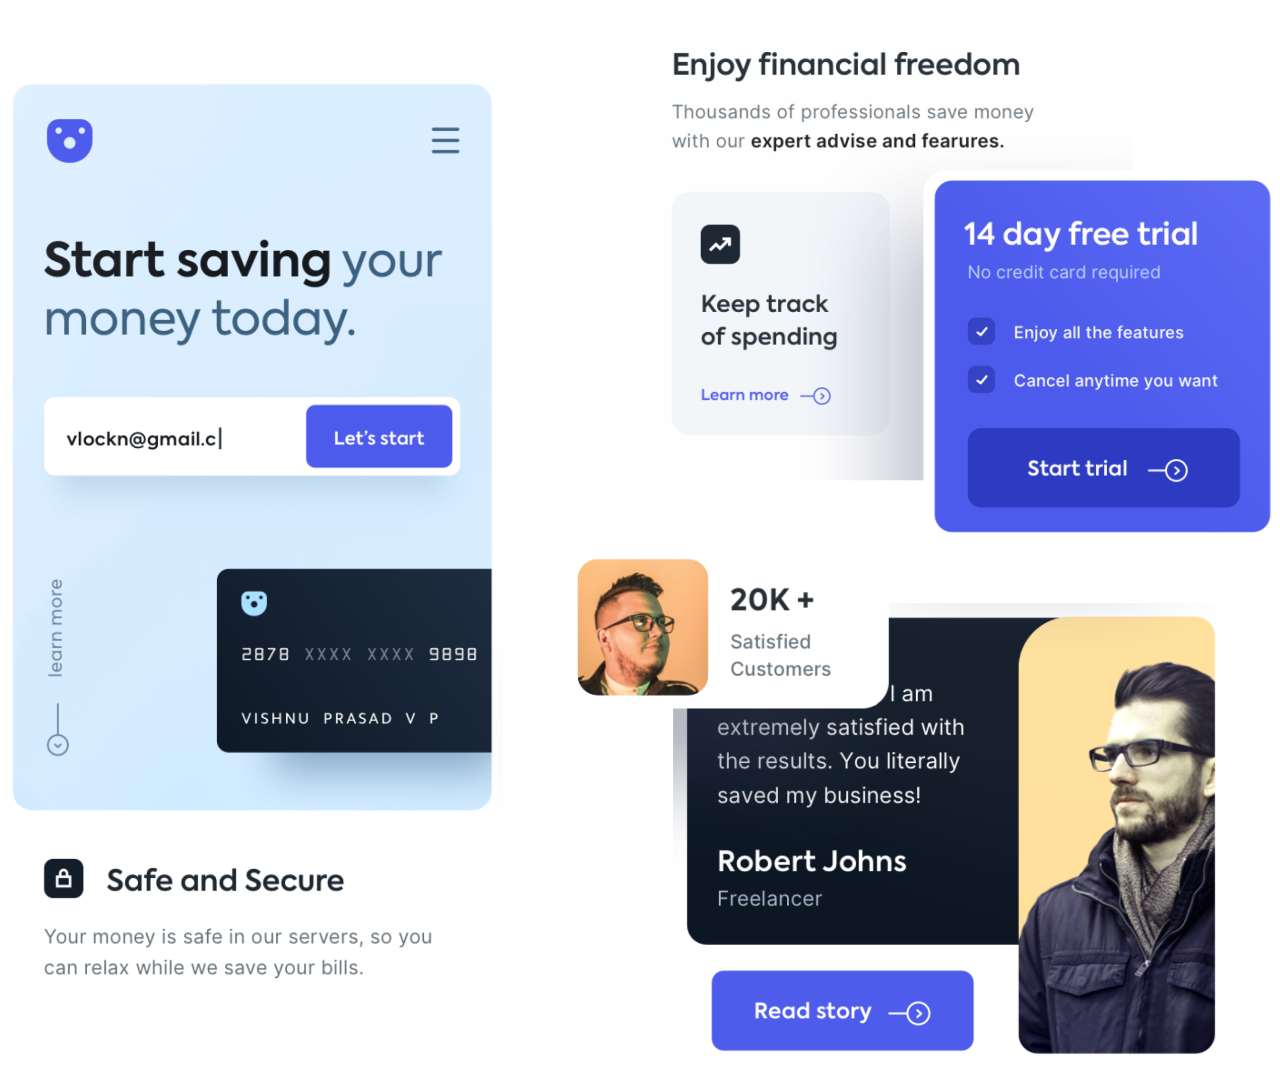 Start saving your
money today.
vlockn@gmail.c
Let's start
learn more
2878 XXXX XXXX 9898
VISHNU PRASAD V P
Safe and Secure
Your money is safe in our servers, so you
can relax while we save your bills.
Enjoy financial freedom
Thousands of professionals save money
with our expert advise and fearures.
Keep track
of spending
Learn more
14 day free trial
No credit card required
Enjoy all the features
Cancel anytime you want
Start trial
20K +
Satisfied
Customers
I am
extremely satisfied with
the results. You literally
saved my business!
Robert Johns
Freelancer
Read story